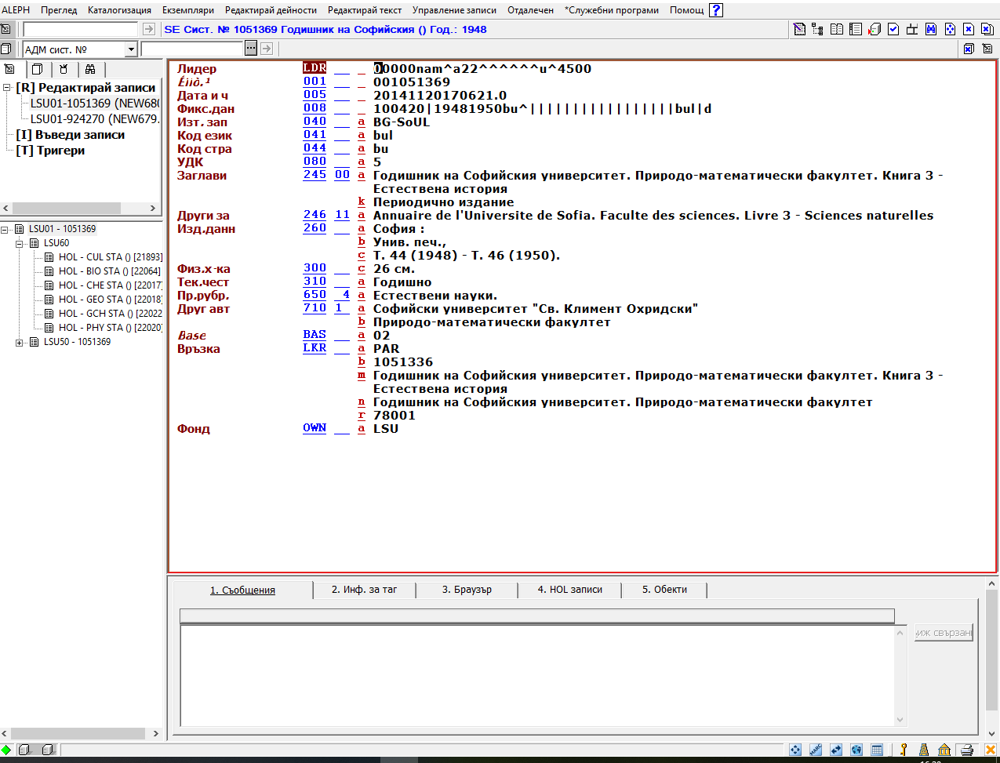 ALEPH Преглед Каталогизация Екземпляри Редактирай дейности Редактирай текст Управление записи Отдалечен *Служебни програми Помощ ?
SE Сист. № 1051369 Годишник на Софийския () Год.: 1948
АДМ сист. №
[R] Редактирай записи
LSU01-1051369 (NEW680
LSU01-924270 (NEW679.
[I] Въведи записи
[T] Тригери
LSU01 - 1051369
LSU60
HOL - CUL STA () [21893]
HOL - BIO STA () [22064]
HOL - CHE STA () [22017]
HOL - GEO STA () [22018]
HOL - GCH STA () [22022
HOL - PHY STA () [22020]
LSU50 - 1051369
Лидер LDR 00000nam^a22^^^^^^u^4500
Éíiò.¹ 001 001051369
Дата и ч 005 20141120170621.0
Фикс.дан 008 100420|19481950bu^|||||||||||||||||bul|d
Изт. зап 040 a BG-SoUL
Код език 041 a bul
Код стра 044 a bu
УДК 080 a 5
Заглави 245 00 a Годишник на Софийския университет. Природо-математически факултет. Книга 3 -
Естествена история
k Периодично издание
Други за 246 11 a Annuaire de l'Universite de Sofia. Faculte des sciences. Livre 3 - Sciences naturelles
Изд.данн 260 a София :
b Унив. печ.,
c Т. 44 (1948) - Т. 46 (1950).
Физ.х-ка 300 c 26 см.
Тек.чест 310 a Годишно
Пр.рубр. 650 4 a Естествени науки.
Друг авт 710 1 a Софийски университет "Св. Климент Охридски"
b Природо-математически факултет
Base BAS a 02
Връзка LKR a PAR
b 1051336
m Годишник на Софийския университет. Природо-математически факултет. Книга 3 -
Естествена история
n Годишник на Софийския университет. Природо-математически факултет
r 78001
Фонд OWN a LSU
1. Съобщения 2. Инф. за таг 3. Браузър 4. HOL записи 5. Обекти
иж свързани
MARC